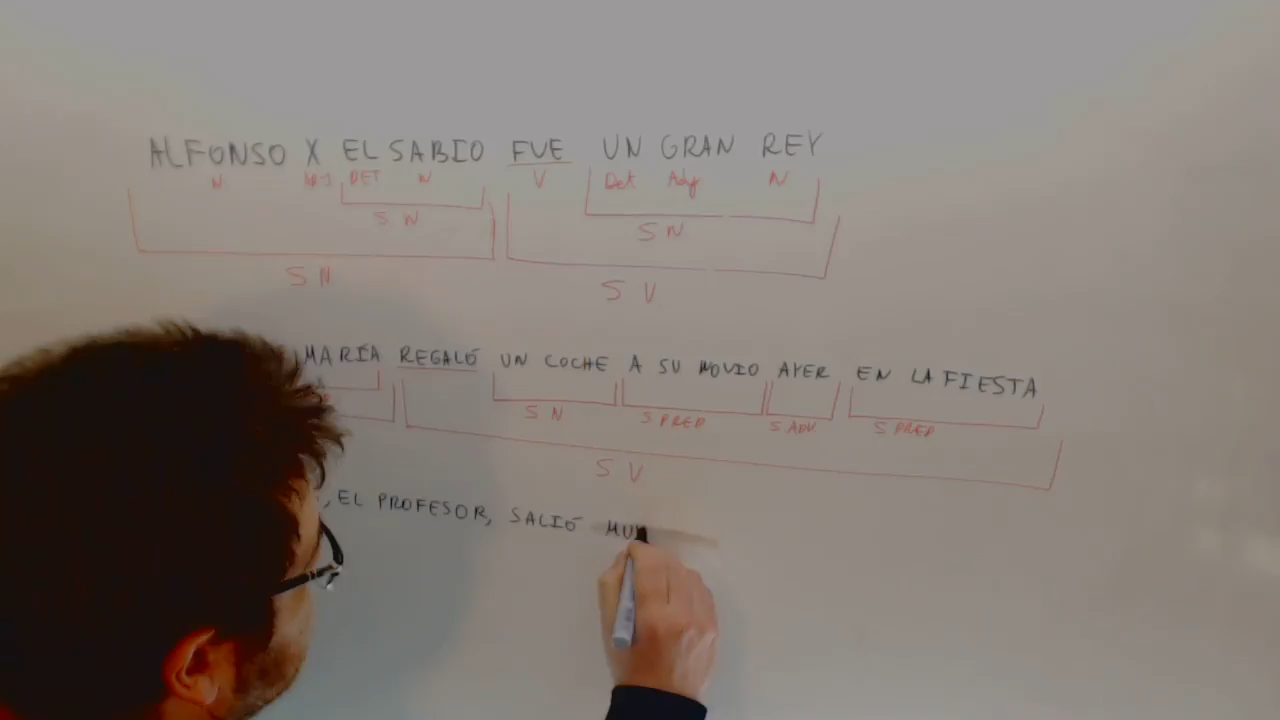 ALFONSO X EL SABIO FUE UN GRAN REY
N DET N V Det Adj N
S N S N
S N S V
MARÍA REGALÓ UN COCHE A SU NOVIO AYER EN LA FIESTA
S N S PREP S ADV S PREP
S V
, EL PROFESOR, SALIÓ MUY